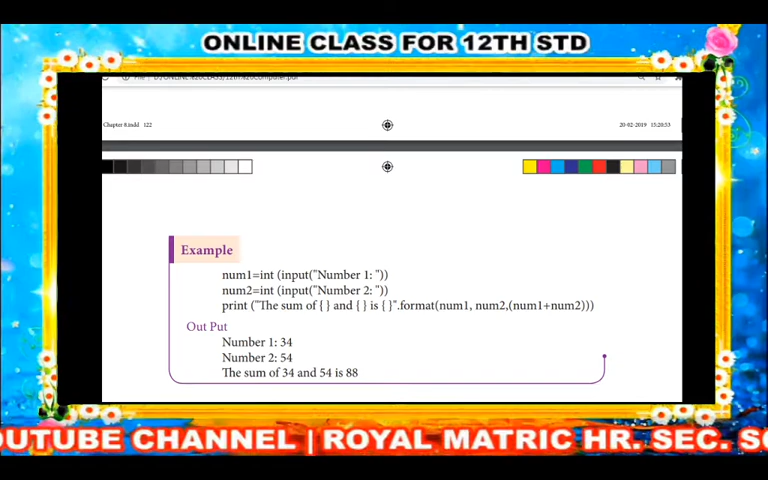 ONLINE CLASS FOR 12TH STD
Chapter 8.indd 122
20-02-2019 15:20:53
Example
num1=int (input("Number 1: "))
num2=int (input("Number 2: "))
print ("The sum of { } and { } is { }".format(num1, num2,(num1+num2)))
Out Put
Number 1: 34
Number 2: 54
The sum of 34 and 54 is 88
OUTUBE CHANNEL | ROYAL MATRIC HR. SEC. SC